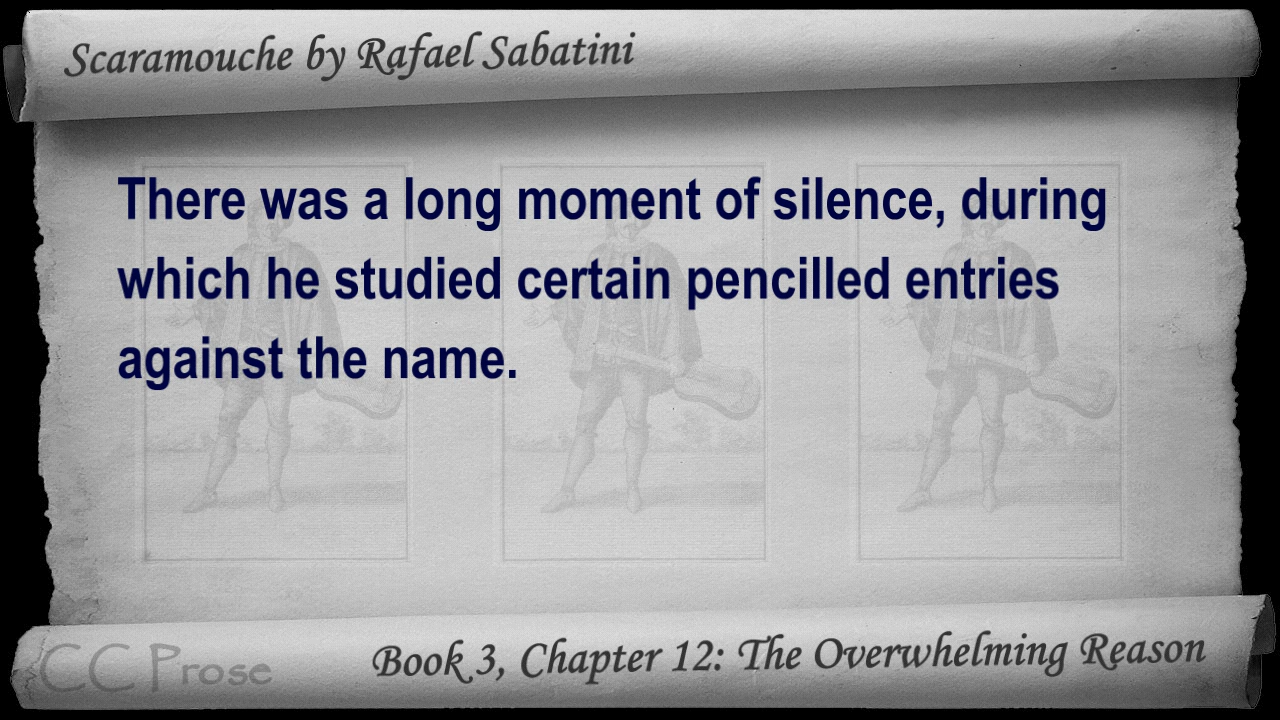 Scaramouche by Rafael Sabatini
There was a long moment of silence, during
which he studied certain pencilled entries
against the name.
CC Prose
Book 3, Chapter 12: The Overwhelming Reason